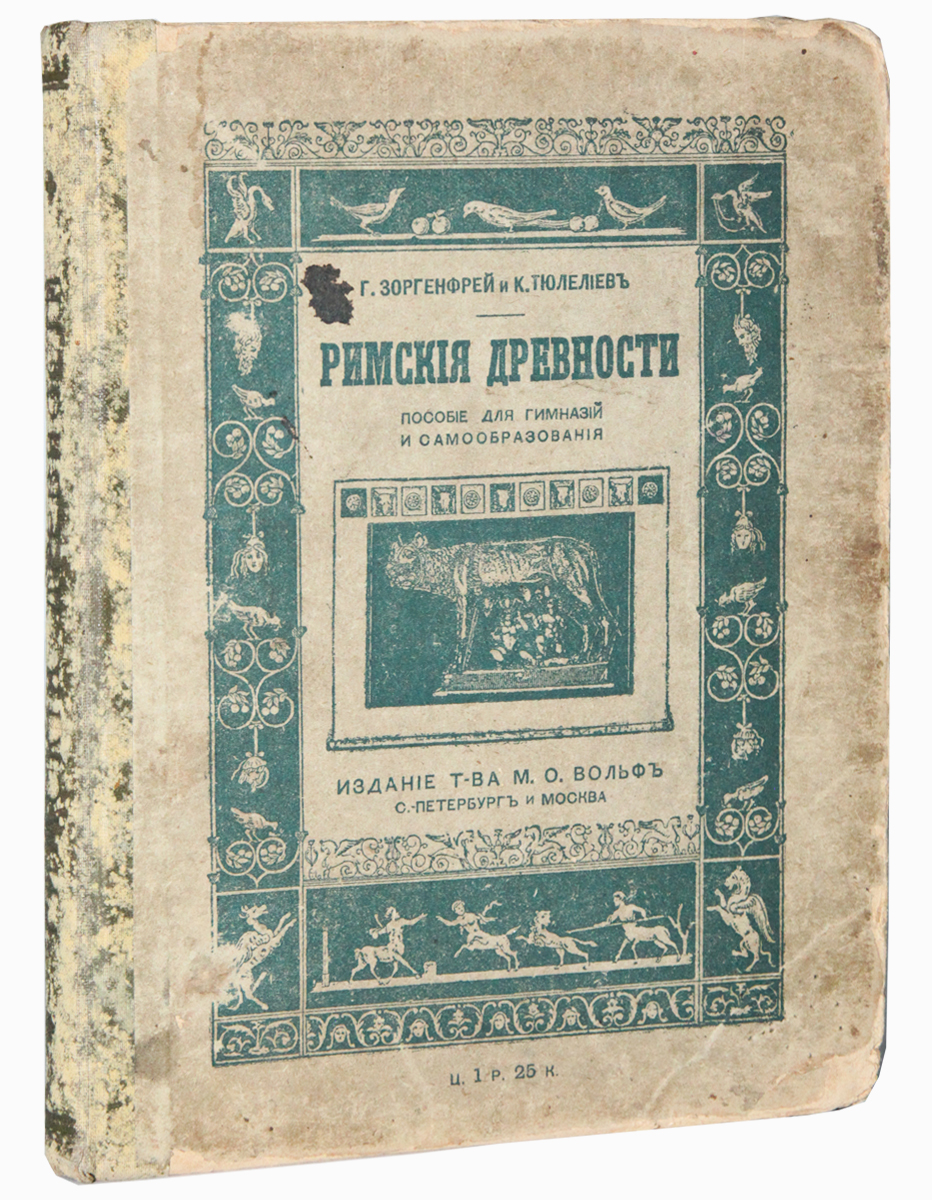 Г. ЗОРГЕНФРЕЙ и К. ТЮЛЕЛІЕВЪ
РИМСКІЯ ДРЕВНОСТИ
ПОСОБІЕ ДЛЯ ГИМНАЗІЙ
И САМООБРАЗОВАНІЯ
ИЗДАНІЕ Т-ВА М. О. ВОЛЬФЪ
С.-ПЕТЕРБУРГЪ И МОСКВА
Ц. 1 Р. 25 К.